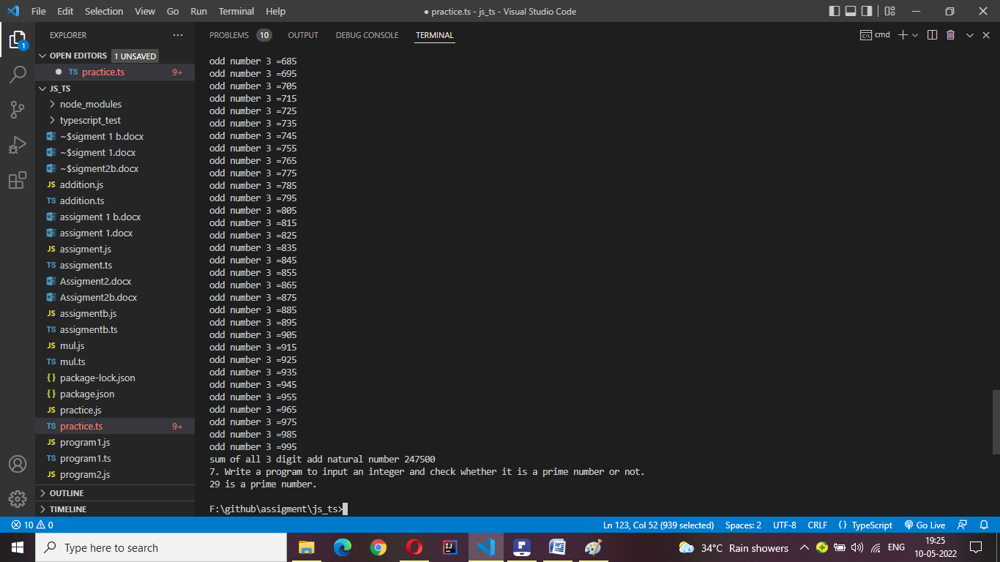 File Edit Selection View Go Run Terminal Help
● practice.ts - js_ts - Visual Studio Code
EXPLORER
OPEN EDITORS 1 UNSAVED
TS practice.ts 9+
JS_TS
node_modules
typescript_test
~$sigment 1 b.docx
~$sigment 1.docx
~$sigment2b.docx
JS addition.js
TS addition.ts
assigment 1 b.docx
assigment 1.docx
JS assigment.js
TS assigment.ts
Assigment2.docx
Assigment2b.docx
JS assigmentb.js
TS assigmentb.ts
JS mul.js
TS mul.ts
{} package-lock.json
{} package.json
JS practice.js
TS practice.ts 9+
JS program1.js
TS program1.ts
JS program2.js
OUTLINE
TIMELINE
1
PROBLEMS 10 OUTPUT DEBUG CONSOLE TERMINAL
cmd
odd number 3 =685
odd number 3 =695
odd number 3 =705
odd number 3 =715
odd number 3 =725
odd number 3 =735
odd number 3 =745
odd number 3 =755
odd number 3 =765
odd number 3 =775
odd number 3 =785
odd number 3 =795
odd number 3 =805
odd number 3 =815
odd number 3 =825
odd number 3 =835
odd number 3 =845
odd number 3 =855
odd number 3 =865
odd number 3 =875
odd number 3 =885
odd number 3 =895
odd number 3 =905
odd number 3 =915
odd number 3 =925
odd number 3 =935
odd number 3 =945
odd number 3 =955
odd number 3 =965
odd number 3 =975
odd number 3 =985
odd number 3 =995
sum of all 3 digit add natural number 247500
7. Write a program to input an integer and check whether it is a prime number or not.
29 is a prime number.
F:\github\assigment\js_ts>
10 0
Ln 123, Col 52 (939 selected) Spaces: 2 UTF-8 CRLF {} TypeScript Go Live
Type here to search
34°C Rain showers
ENG
19:25
10-05-2022